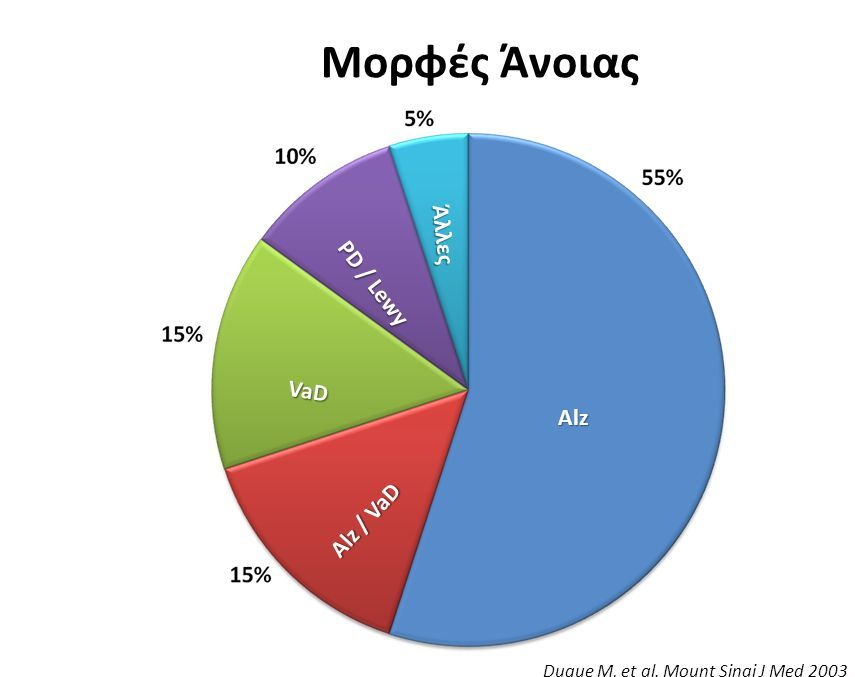 Μορφές Άνοιας
5%
10%
55%
Άλλες
PD / Lewy
15%
VaD
Alz
Alz / VaD
15%
Duque M. et al. Mount Sinai J Med 2003